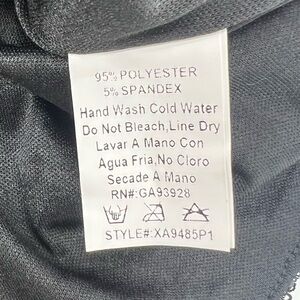 95% POLYESTER
5% SPANDEX
Hand Wash Cold Water
Do Not Bleach, Line Dry
Lavar A Mano Con
Agua Fria, No Cloro
Secade A Mano
RN#:GA93928
STYLE#:XA9485P1